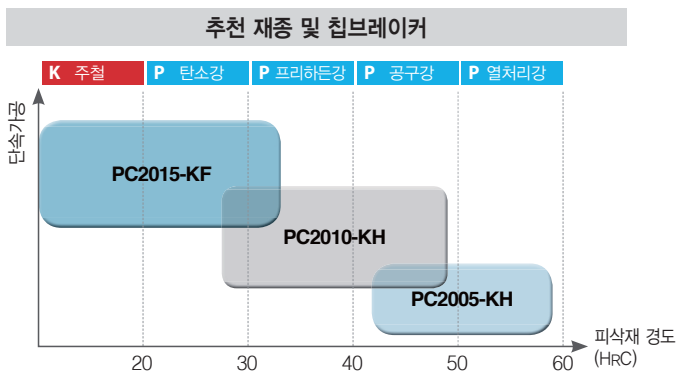 추천 재종 및 칩브레이커
K 주철 P 탄소강 P 프리하든강 P 공구강 P 열처리강
단속가공
PC2015-KF
PC2010-KH
PC2005-KH
20 30 40 50 60
피삭재 경도
(HRC)